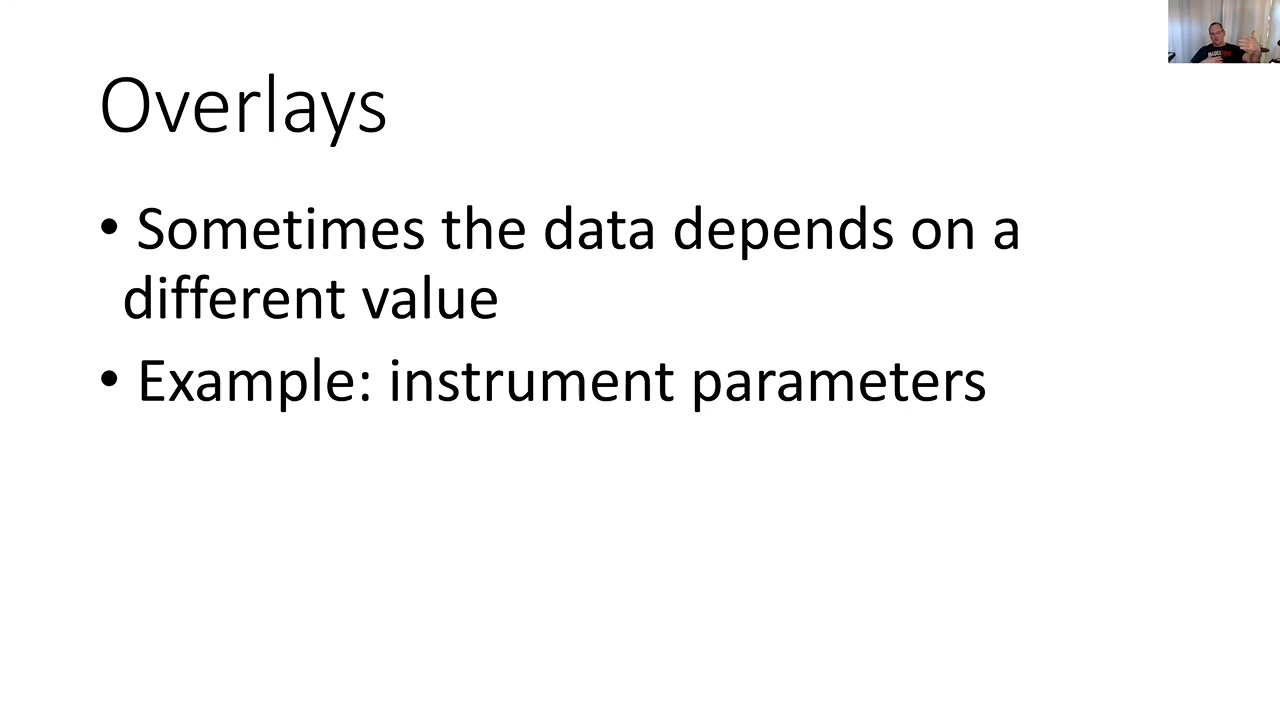 Overlays
• Sometimes the data depends on a
different value
• Example: instrument parameters